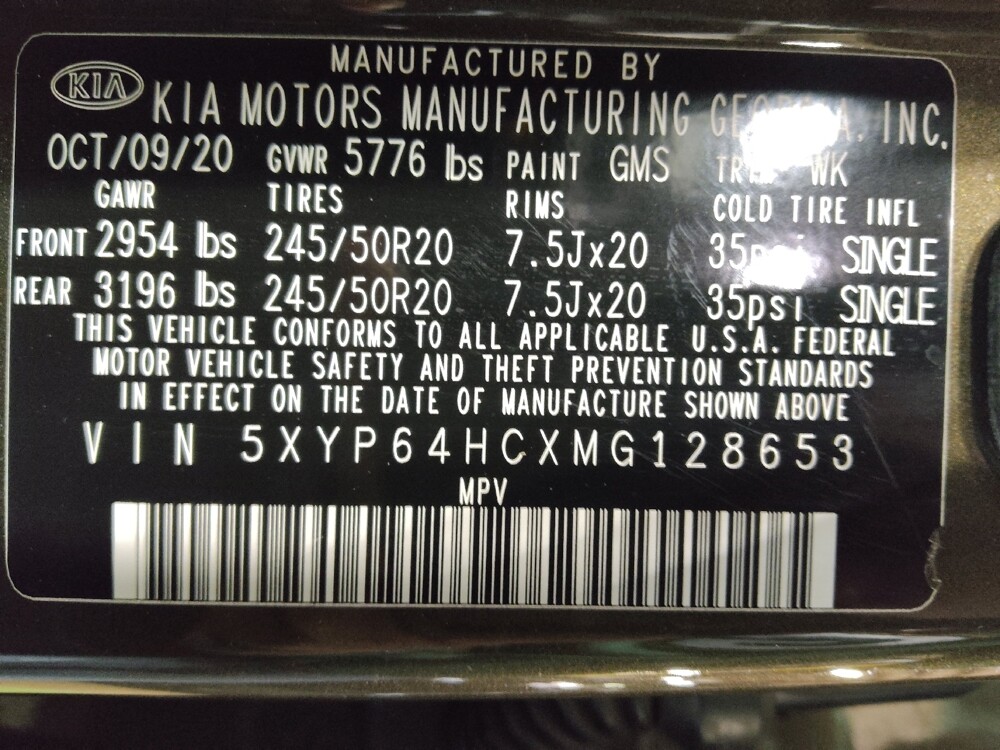 MANUFACTURED BY
KIA
KIA MOTORS MANUFACTURING INC.
OCT/09/20 GVWR 5776 lbs PAINT GMS WK
GAWR TIRES RIMS COLD TIRE INFL
FRONT 2954 lbs 245/50R20 7.5Jx20 35psi SINGLE
REAR 3196 lbs 245/50R20 7.5Jx20 35psi SINGLE
THIS VEHICLE CONFORMS TO ALL APPLICABLE U.S.A. FEDERAL
MOTOR VEHICLE SAFETY AND THEFT PREVENTION STANDARDS
IN EFFECT ON THE DATE OF MANUFACTURE SHOWN ABOVE
VIN 5XYP64HCXMG128653
MPV